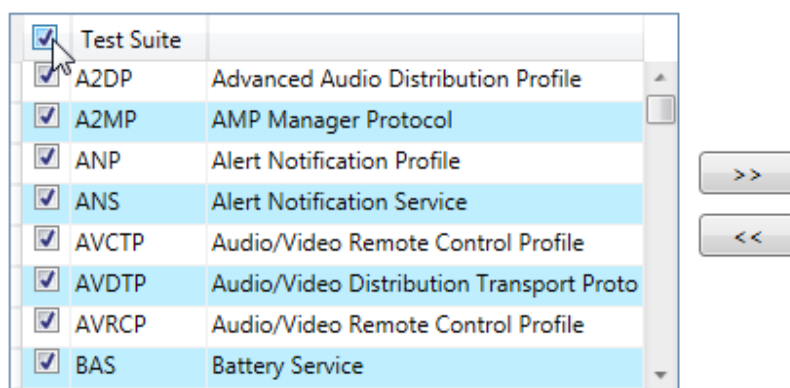 Test Suite
A2DP Advanced Audio Distribution Profile
A2MP AMP Manager Protocol
ANP Alert Notification Profile
>>
ANS Alert Notification Service
<<
AVCTP Audio/Video Remote Control Profile
AVDTP Audio/Video Distribution Transport Proto
AVRCP Audio/Video Remote Control Profile
BAS Battery Service